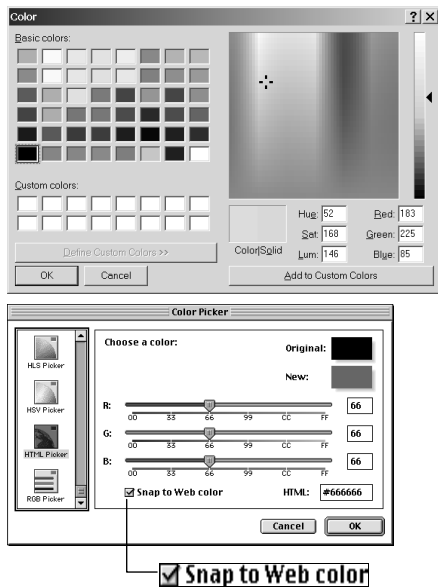 Color
Basic colors:
Custom colors:
Define Custom Colors >>
OK Cancel
Color|Solid
Hue: 52 Red: 183
Sat: 168 Green: 225
Lum: 146 Blue: 85
Add to Custom Colors
Color Picker
HLS Picker
HSV Picker
HTML Picker
RGB Picker
Choose a color:
Original:
New:
R: 66
00 33 66 99 CC FF
G: 66
00 33 66 99 CC FF
B: 66
00 33 66 99 CC FF
Snap to Web color HTML: #666666
Cancel OK
Snap to Web color